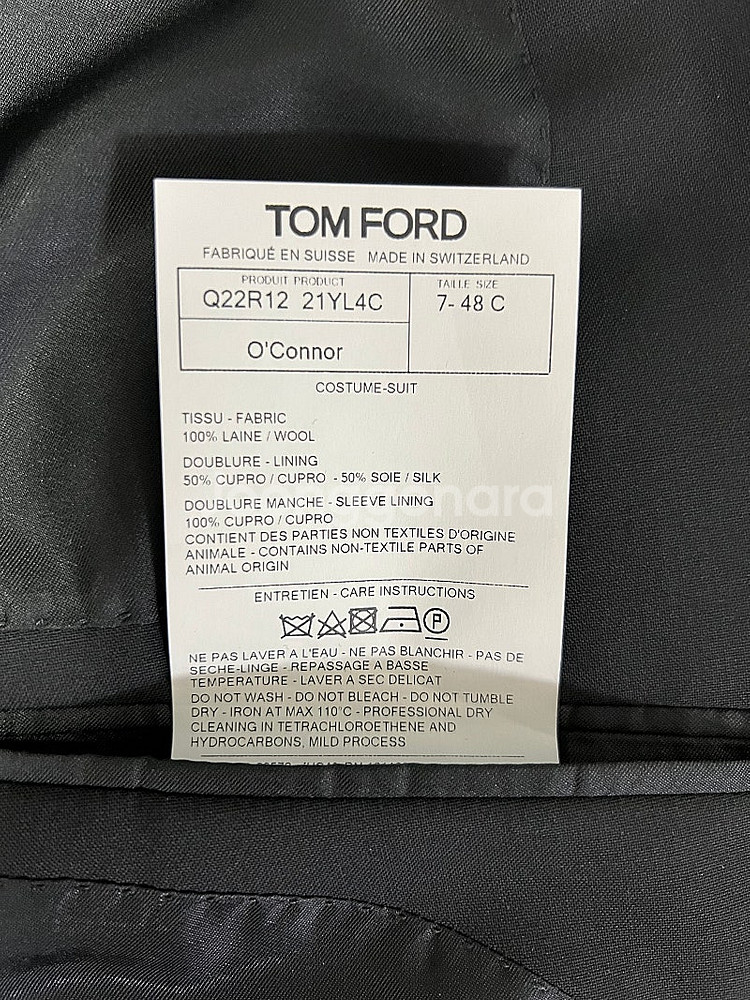 TOM FORD
FABRIQUÉ EN SUISSE MADE IN SWITZERLAND
PRODUIT PRODUCT
Q22R12 21YL4C
TAILLE SIZE
7- 48 C
O'Connor
COSTUME-SUIT
TISSU - FABRIC
100% LAINE / WOOL
DOUBLURE - LINING
50% CUPRO / CUPRO - 50% SOIE / SILK
DOUBLURE MANCHE - SLEEVE LINING
100% CUPRO / CUPRO
CONTIENT DES PARTIES NON TEXTILES D'ORIGINE
ANIMALE - CONTAINS NON-TEXTILE PARTS OF
ANIMAL ORIGIN
ENTRETIEN - CARE INSTRUCTIONS
P
NE PAS LAVER A L'EAU - NE PAS BLANCHIR - PAS DE
SECHE-LINGE - REPASSAGE A BASSE
TEMPERATURE - LAVER A SEC DELICAT
DO NOT WASH - DO NOT BLEACH - DO NOT TUMBLE
DRY - IRON AT MAX 110°C - PROFESSIONAL DRY
CLEANING IN TETRACHLOROETHENE AND
HYDROCARBONS, MILD PROCESS